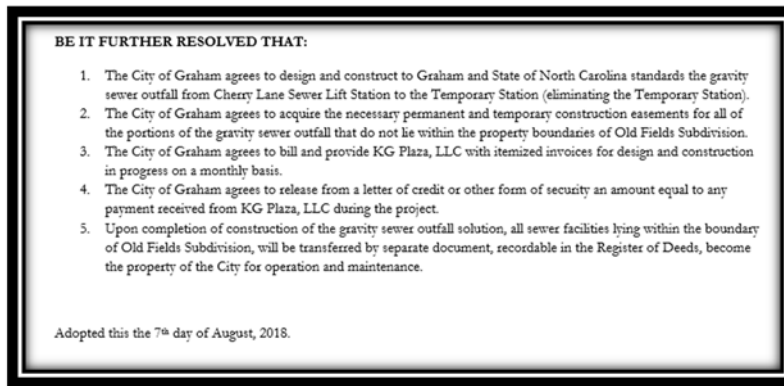 BE IT FURTHER RESOLVED THAT:
1. The City of Graham agrees to design and construct to Graham and State of North Carolina standards the gravity
sewer outfall from Cherry Lane Sewer Lift Station to the Temporary Station (eliminating the Temporary Station).
2. The City of Graham agrees to acquire the necessary permanent and temporary construction easements for all of
the portions of the gravity sewer outfall that do not lie within the property boundaries of Old Fields Subdivision.
3. The City of Graham agrees to bill and provide KG Plaza, LLC with itemized invoices for design and construction
in progress on a monthly basis.
4. The City of Graham agrees to release from a letter of credit or other form of security an amount equal to any
payment received from KG Plaza, LLC during the project.
5. Upon completion of construction of the gravity sewer outfall solution, all sewer facilities lying within the boundary
of Old Fields Subdivision, will be transferred by separate document, recordable in the Register of Deeds, become
the property of the City for operation and maintenance.
Adopted this the 7th day of August, 2018.